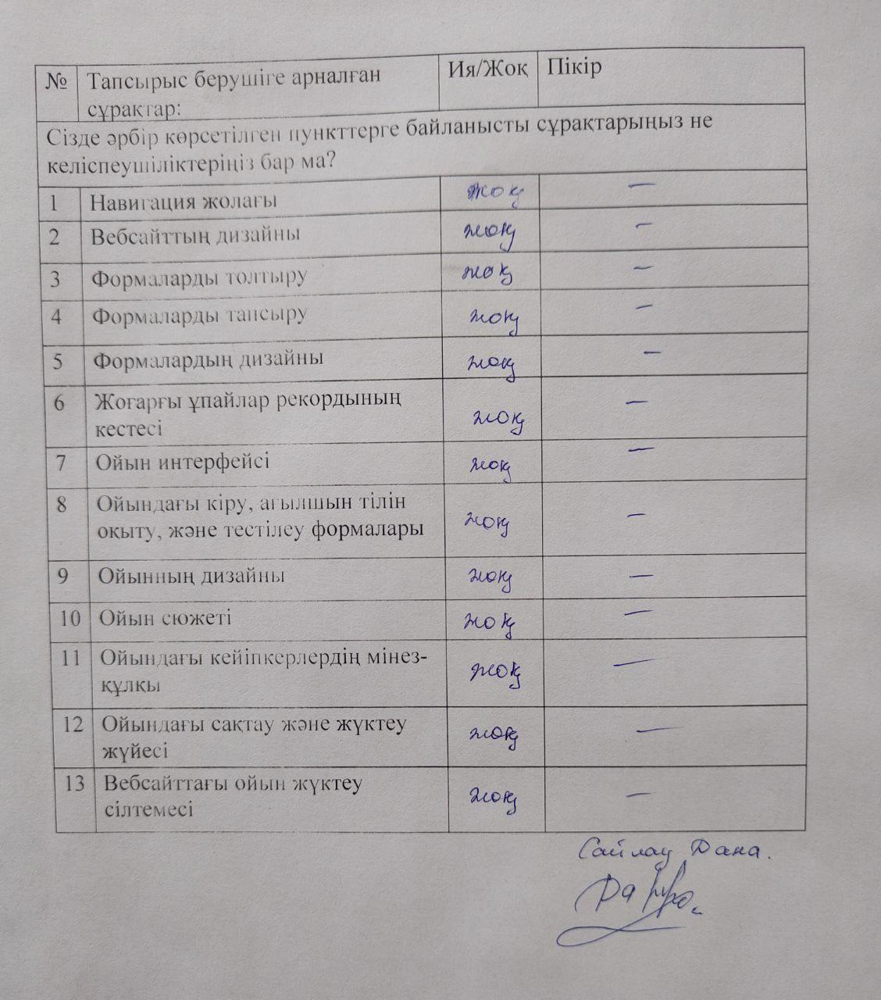 № Тапсырыс берушіге арналған Ия/Жоқ Пікір
сұрақтар:
Сізде әрбір көрсетілген пункттерге байланысты сұрақтарыңыз не
келіспеушіліктеріңіз бар ма?
1 Навигация жолағы жоқ —
2 Вебсайттың дизайны жоқ —
3 Формаларды толтыру жоқ —
4 Формаларды тапсыру жоқ —
5 Формалардың дизайны жоқ —
6 Жоғарғы ұпайлар рекордының жоқ —
кестесі
7 Ойын интерфейсі жоқ —
8 Ойындағы кіру, ағылшын тілін жоқ —
оқыту, және тестілеу формалары
9 Ойынның дизайны жоқ —
10 Ойын сюжеті жоқ —
11 Ойындағы кейіпкерлердің мінез- жоқ —
құлқы
12 Ойындағы сақтау және жүктеу жоқ —
жүйесі
13 Вебсайттағы ойын жүктеу жоқ —
сілтемесі
Сайлау Дана.